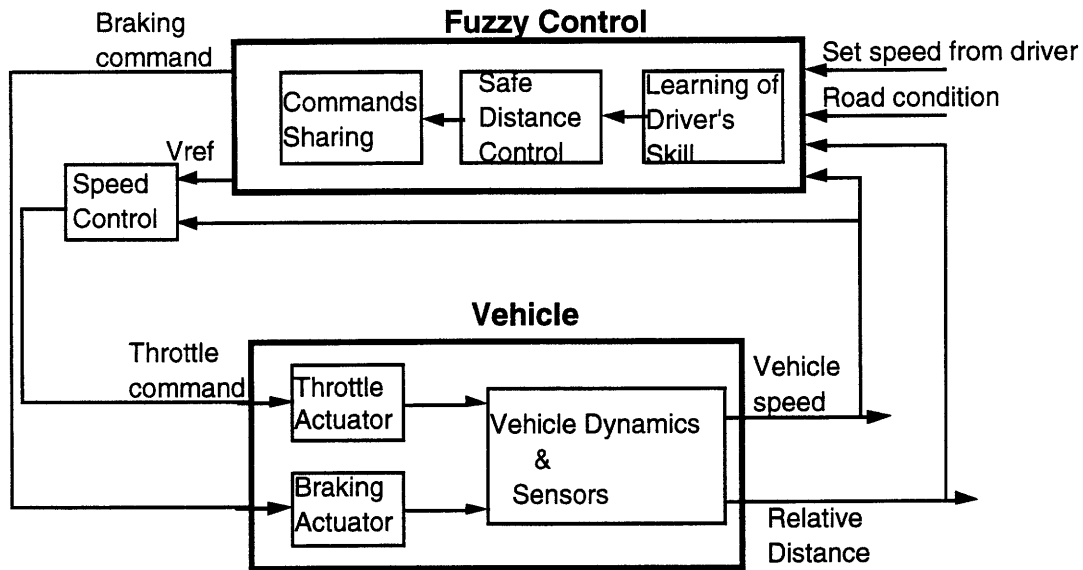 Fuzzy Control
Braking
command
Set speed from driver
Road condition
Commands
Sharing
Safe
Distance
Control
Learning of
Driver's
Skill
Vref
Speed
Control
Vehicle
Throttle
command
Throttle
Actuator
Braking
Actuator
Vehicle Dynamics
&
Sensors
Vehicle
speed
Relative
Distance